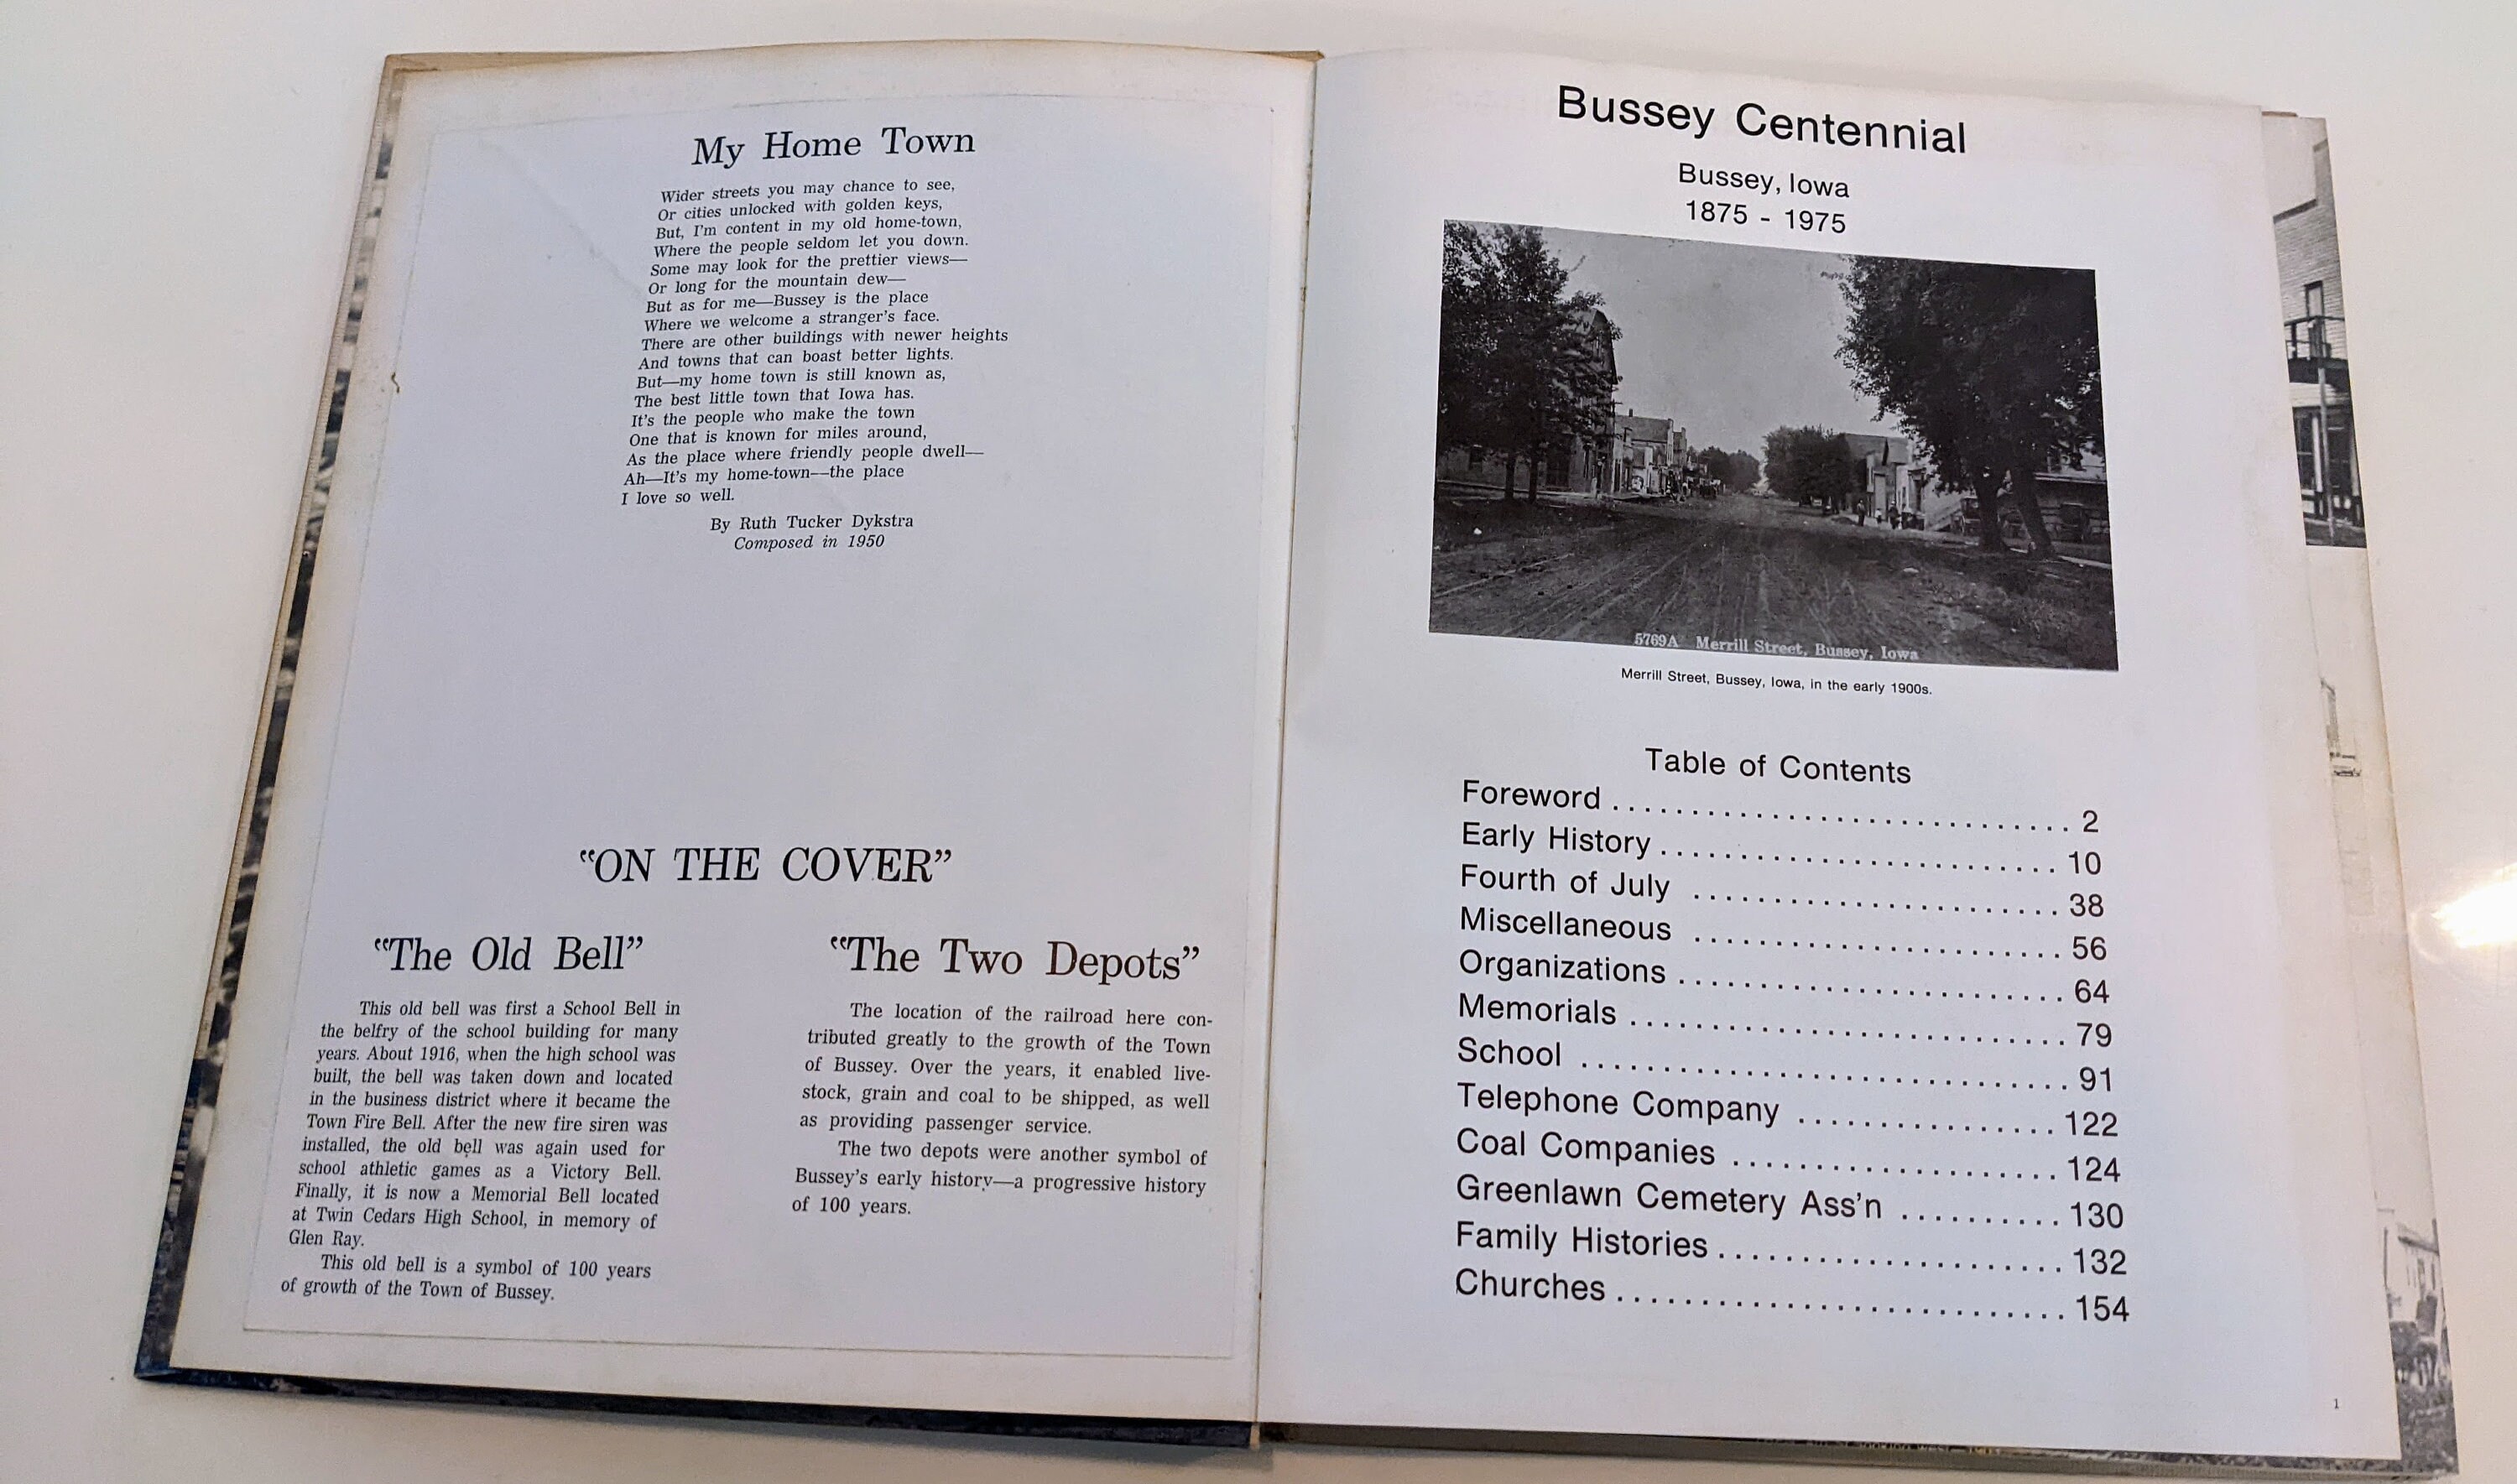 My Home Town
Wider streets you may chance to see,
Or cities unlocked with golden keys,
But, I'm content in my old home-town,
Where the people seldom let you down.
Some may look for the prettier views—
Or long for the mountain dew—
But as for me—Bussey is the place
Where we welcome a stranger's face.
There are other buildings with newer heights
And towns that can boast better lights.
But—my home town is still known as,
The best little town that Iowa has.
It's the people who make the town
One that is known for miles around,
As the place where friendly people dwell—
Ah—It's my home-town—the place
I love so well.
By Ruth Tucker Dykstra
Composed in 1950
"ON THE COVER"
"The Old Bell"
This old bell was first a School Bell in
the belfry of the school building for many
years. About 1916, when the high school was
built, the bell was taken down and located
in the business district where it became the
Town Fire Bell. After the new fire siren was
installed, the old bell was again used for
school athletic games as a Victory Bell.
Finally, it is now a Memorial Bell located
at Twin Cedars High School, in memory of
Glen Ray.
This old bell is a symbol of 100 years
of growth of the Town of Bussey.
"The Two Depots"
The location of the railroad here con-
tributed greatly to the growth of the Town
of Bussey. Over the years, it enabled live-
stock, grain and coal to be shipped, as well
as providing passenger service.
The two depots were another symbol of
Bussey's early history—a progressive history
of 100 years.
Bussey Centennial
Bussey, Iowa
1875 - 1975
5769A Merrill Street, Bussey, Iowa
Merrill Street, Bussey, Iowa, in the early 1900s.
Table of Contents
Foreword . . . . . . . . . . . . . . . . . . . . . . . . . . . . . 2
Early History . . . . . . . . . . . . . . . . . . . . . . . . . 10
Fourth of July . . . . . . . . . . . . . . . . . . . . . . . 38
Miscellaneous . . . . . . . . . . . . . . . . . . . . . . . 56
Organizations . . . . . . . . . . . . . . . . . . . . . . . . 64
Memorials . . . . . . . . . . . . . . . . . . . . . . . . . . . 79
School . . . . . . . . . . . . . . . . . . . . . . . . . . . . . . 91
Telephone Company . . . . . . . . . . . . . . . . 122
Coal Companies . . . . . . . . . . . . . . . . . . . . 124
Greenlawn Cemetery Ass'n . . . . . . . . . . 130
Family Histories . . . . . . . . . . . . . . . . . . . . . 132
Churches . . . . . . . . . . . . . . . . . . . . . . . . . . . 154
1